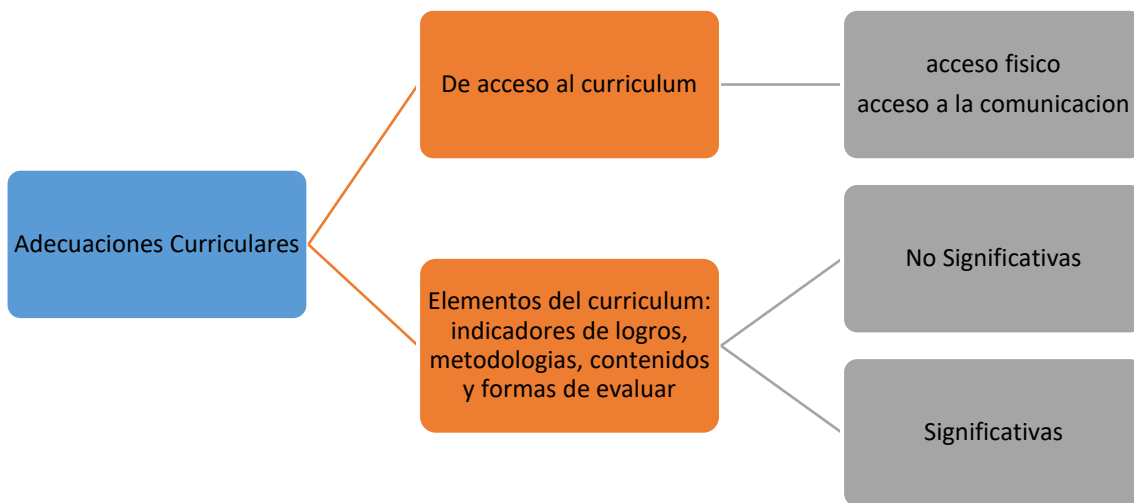 Adecuaciones Curriculares
De acceso al curriculum
acceso fisico
acceso a la comunicacion
Elementos del curriculum:
indicadores de logros,
metodologias, contenidos
y formas de evaluar
No Significativas
Significativas